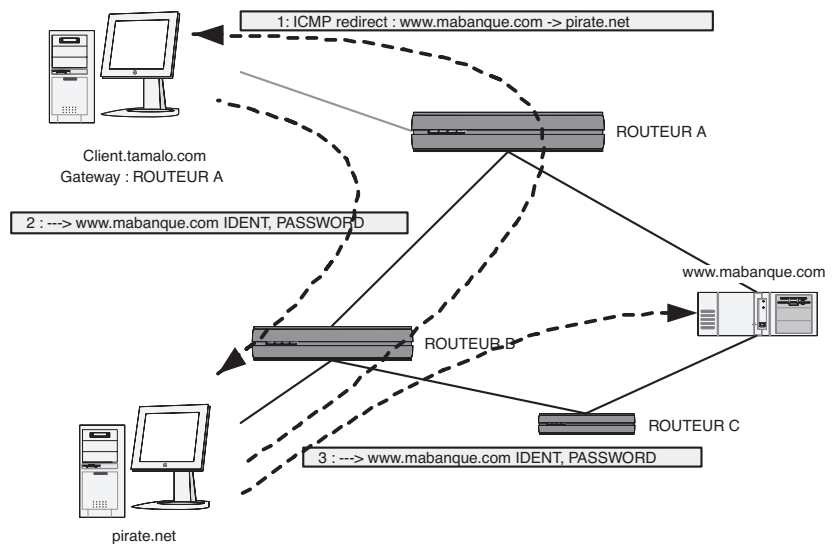 1: ICMP redirect : www.mabanque.com -> pirate.net
ROUTEUR A
Client.tamalo.com
Gateway : ROUTEUR A
2 : ---> www.mabanque.com IDENT, PASSWORD
www.mabanque.com
ROUTEUR B
ROUTEUR C
3 : ---> www.mabanque.com IDENT, PASSWORD
pirate.net